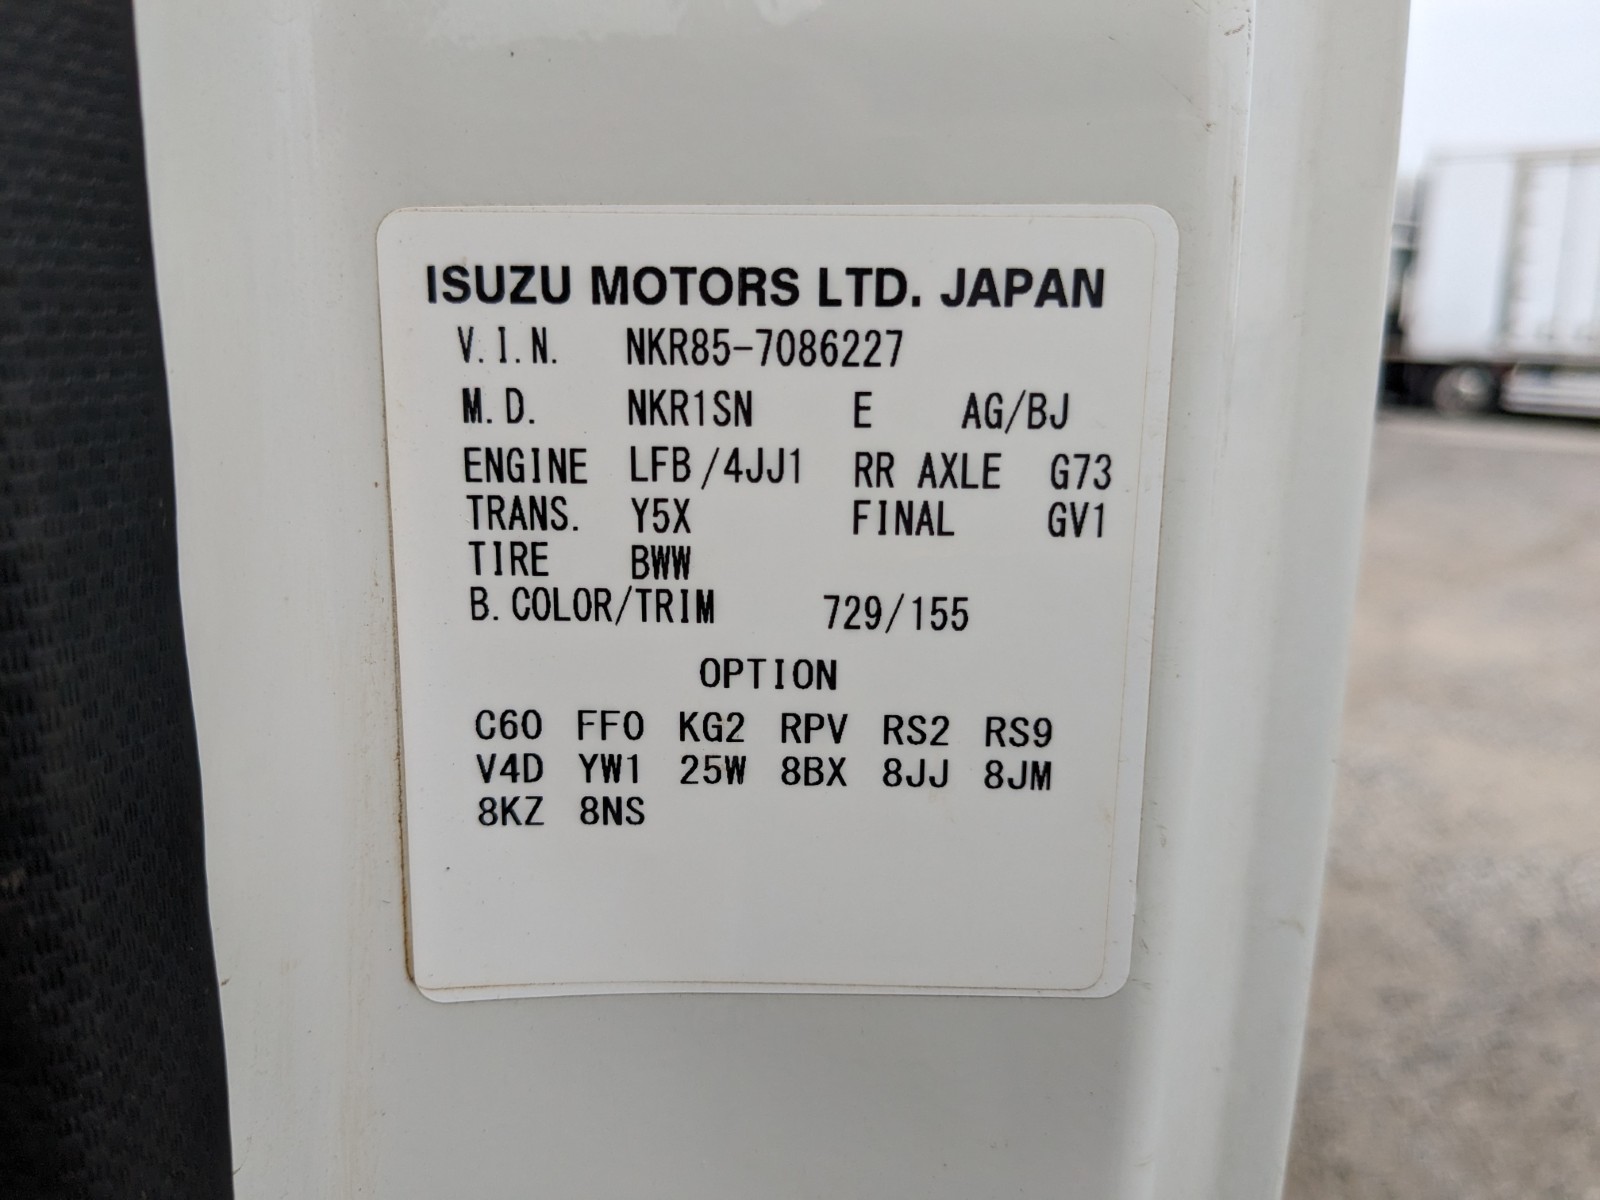 ISUZU MOTORS LTD. JAPAN
V.I.N. NKR85-7086227
M.D. NKR1SN E AG/BJ
ENGINE LFB/4JJ1 RR AXLE G73
TRANS. Y5X FINAL GV1
TIRE BWW
B.COLOR/TRIM 729/155
OPTION
C60 FF0 KG2 RPV RS2 RS9
V4D YW1 25W 8BX 8JJ 8JM
8KZ 8NS